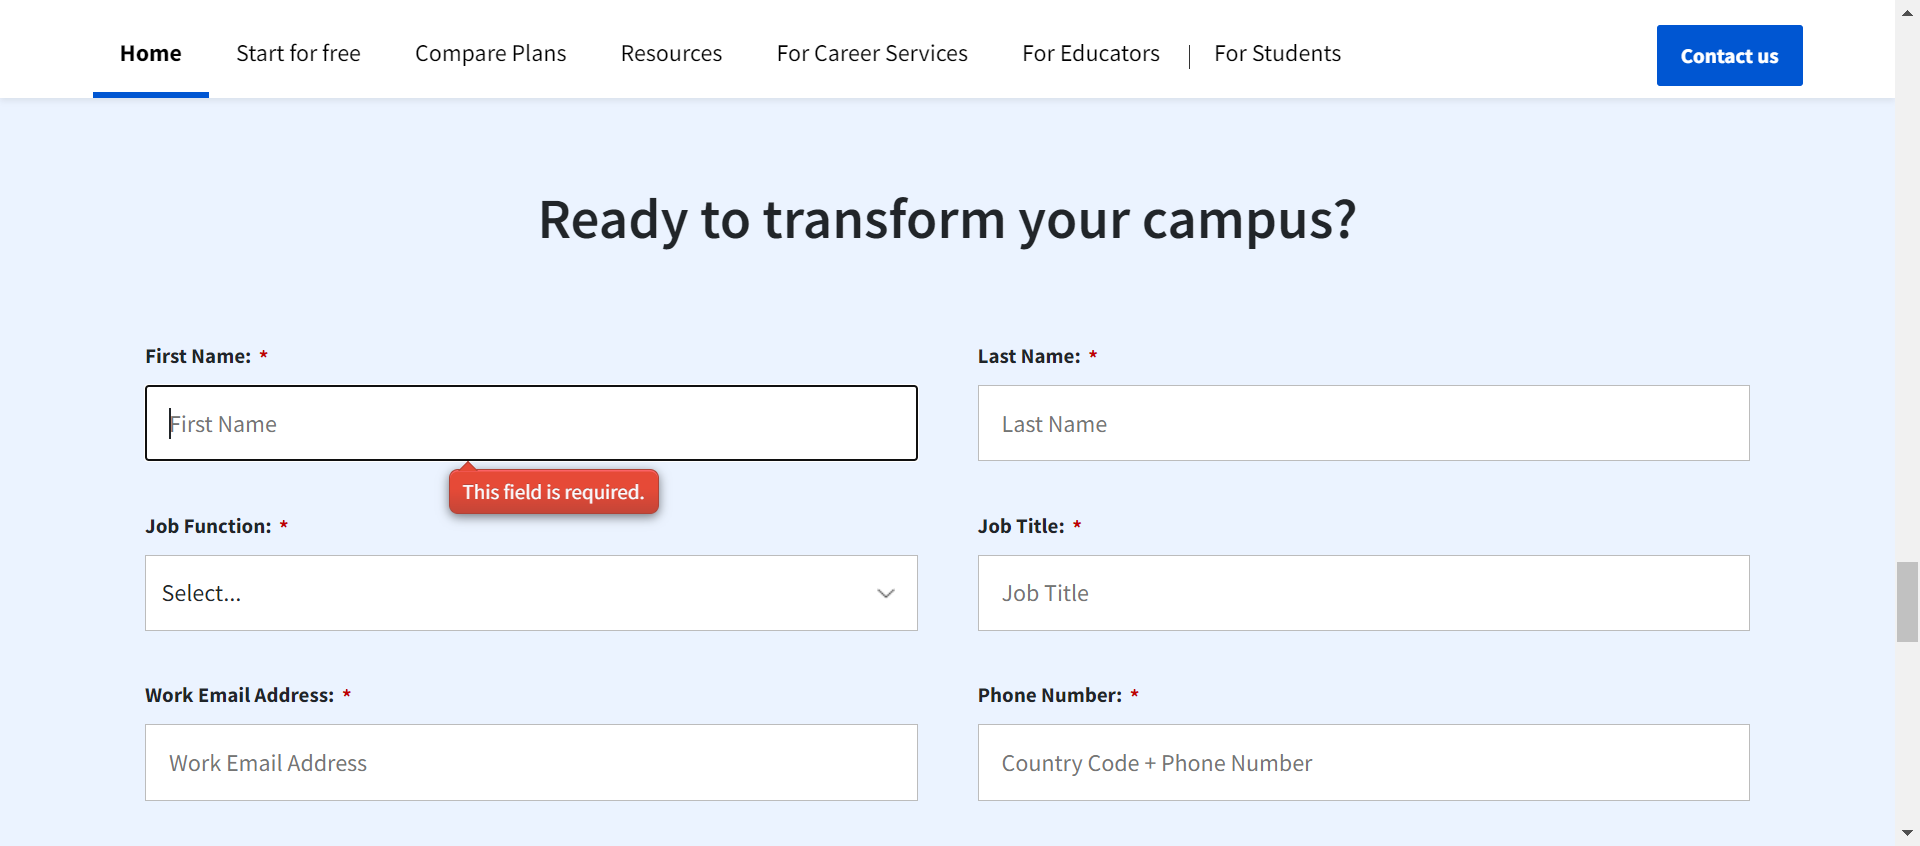 Home Start for free Compare Plans Resources For Career Services For Educators | For Students Contact us
Ready to transform your campus?
First Name: * Last Name: *
First Name Last Name
This field is required.
Job Function: * Job Title: *
Select... Job Title
Work Email Address: * Phone Number: *
Work Email Address Country Code + Phone Number